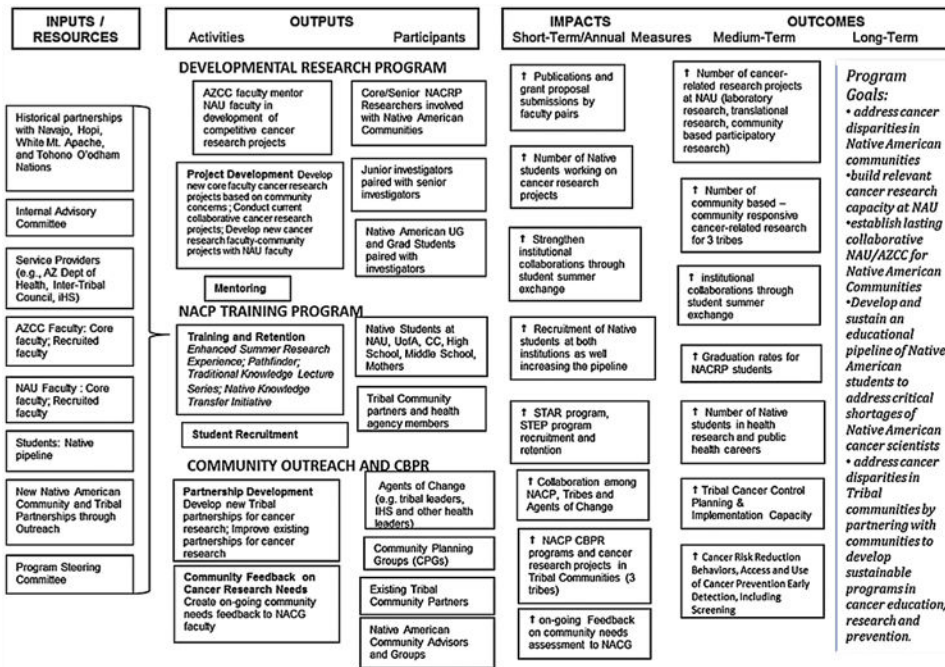 INPUTS /
RESOURCES
OUTPUTS
Activities
Participants
IMPACTS
OUTCOMES
Short-Term/Annual Measures
Medium-Term
Long-Term
Historical partnerships
with Navajo, Hopi,
White Mt. Apache,
and Tohono O'odham
Nations
Internal Advisory
Committee
Service Providers
(e.g., AZ Dept of
Health, Inter-Tribal
Council, iHS)
AZCC Faculty: Core
faculty; Recruited
faculty
NAU Faculty : Core
faculty; Recruited
faculty
Students: Native
pipeline
New Native American
Community and Tribal
Partnerships through
Outreach
Program Steering
Committee
DEVELOPMENTAL RESEARCH PROGRAM
AZCC faculty mentor
NAU faculty in
development of
competitive cancer
research projects
Project Development Develop
new core faculty cancer research
projects based on community
concerns ; Conduct current
collaborative cancer research
projects; Develop new cancer
research faculty-community
projects with NAU faculty
Mentoring
Core/Senior NACRP
Researchers involved
with Native American
Communities
Junior investigators
paired with senior
investigators
Native American UG
and Grad Students
paired with
investigators
NACP TRAINING PROGRAM
Training and Retention
Enhanced Summer Research
Experience; Pathfinder;
Traditional Knowledge Lecture
Series; Native Knowledge
Transfer Initiative
Student Recruitment
Native Students at
NAU, UofA, CC, High
School, Middle School,
Mothers
Tribal Community
partners and health
agency members
COMMUNITY OUTREACH AND CBPR
Partnership Development
Develop new Tribal
partnerships for cancer
research; Improve existing
partnerships for cancer
research
Community Feedback on
Cancer Research Needs
Create on-going community
needs feedback to NACG
faculty
Agents of Change
(e.g. tribal leaders,
IHS and other health
leaders)
Community Planning
Groups (CPGs)
Existing Tribal
Community Partners
Native American
Community Advisors
and Groups
↑ Publications and
grant proposal
submissions by
faculty pairs
↑ Number of Native
students working on
cancer research
projects
↑ Strengthen
institutional
collaborations through
student summer
exchange
↑ Recruitment of Native
students at both
institutions as well
increasing the pipeline
↑ STAR program,
STEP program
recruitment and
retention
↑ Collaboration among
NACP, Tribes and
Agents of Change
↑ NACP CBPR
programs and cancer
research projects in
Tribal Communities (3
tribes)
↑ on-going Feedback
on community needs
assessment to NACG
↑ Number of cancer-
related research projects
at NAU (laboratory
research, translational
research, community
based participatory
research)
↑ Number of
community based –
community responsive
cancer-related research
for 3 tribes
↑ institutional
collaborations through
student summer
exchange
↑ Graduation rates for
NACRP students
↑ Number of Native
students in health
research and public
health careers
↑ Tribal Cancer Control
Planning &
Implementation Capacity
↑ Cancer Risk Reduction
Behaviors, Access and Use
of Cancer Prevention Early
Detection, Including
Screening
Program
Goals:
• address cancer
disparities in
Native American
communities
•build relevant
cancer research
capacity at NAU
•establish lasting
collaborative
NAU/AZCC for
Native American
Communities
•Develop and
sustain an
educational
pipeline of Native
American
students to
address critical
shortages of
Native American
cancer scientists
• address cancer
disparities in
Tribal
communities by
partnering with
communities to
develop
sustainable
programs in
cancer education,
research and
prevention.